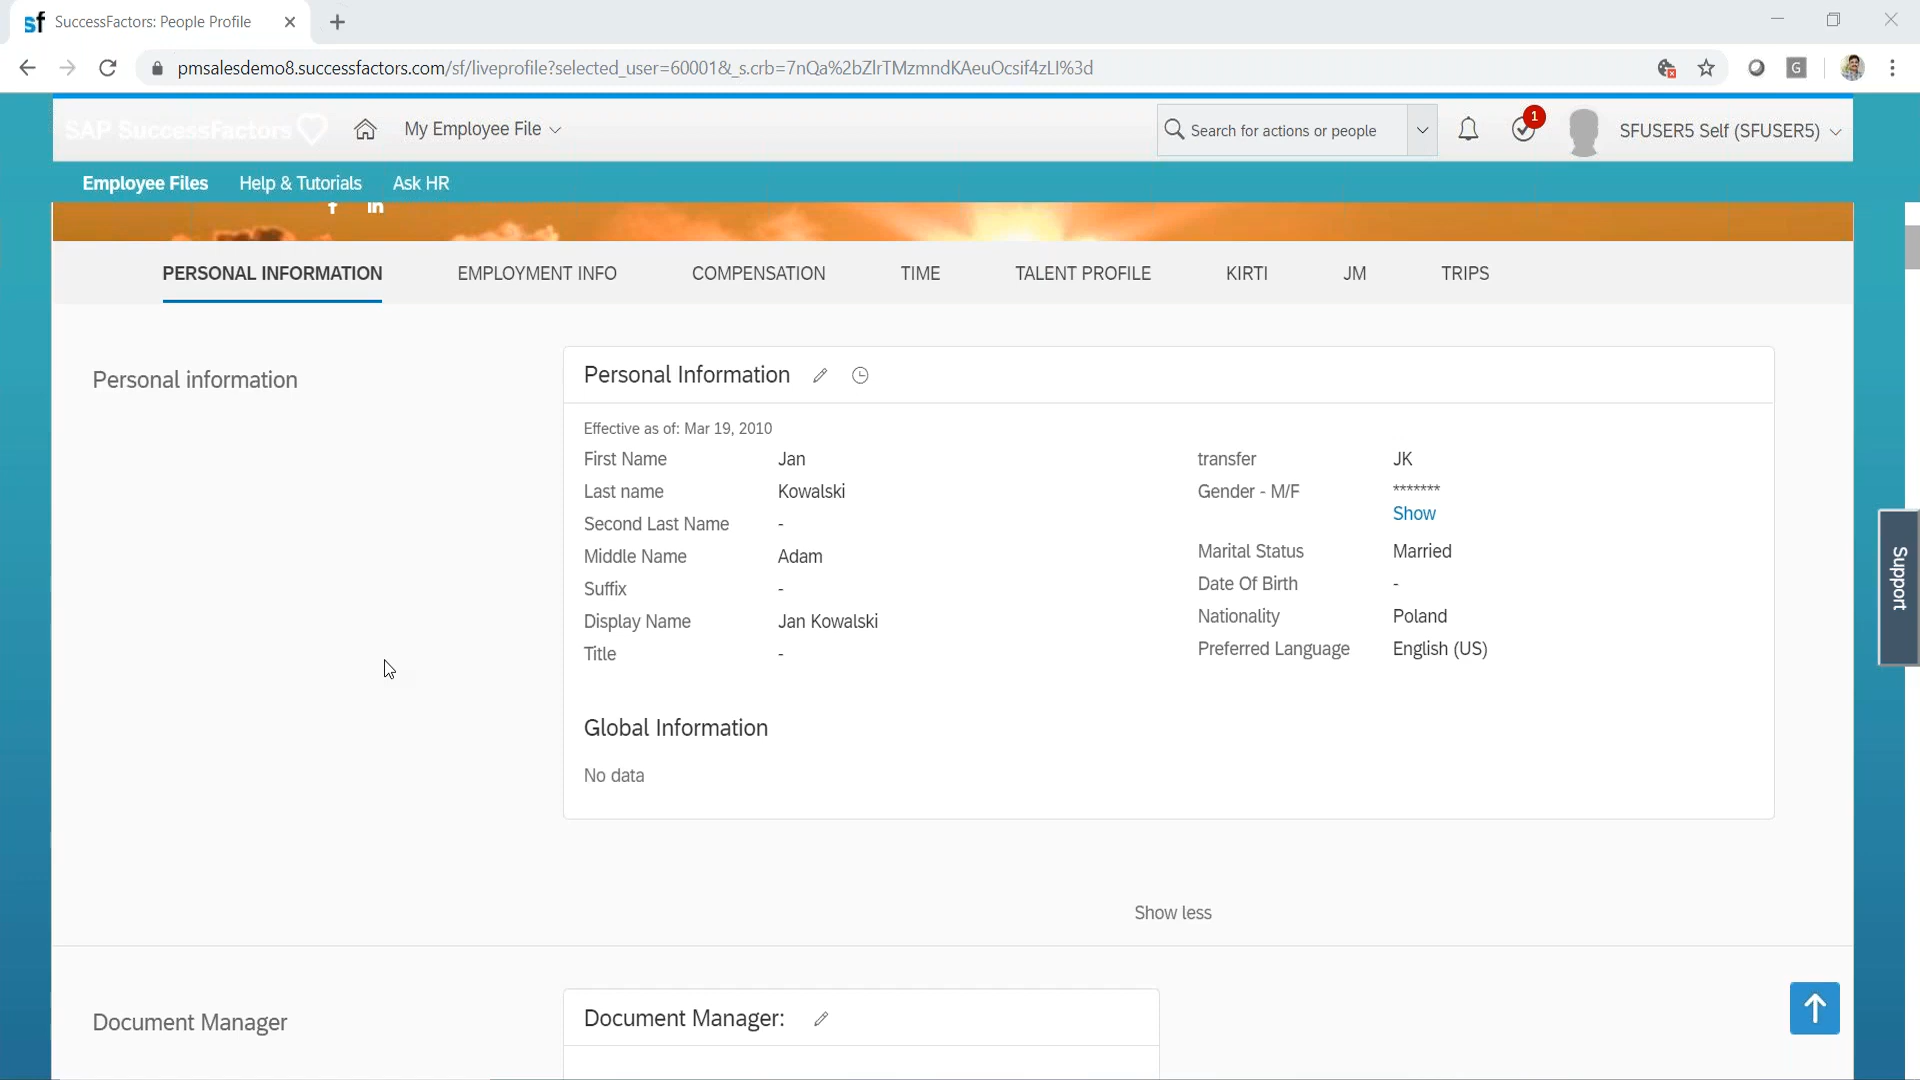 SuccessFactors: People Profile
pmsalesdemo8.successfactors.com/sf/liveprofile?selected_user=60001&_s.crb=7nQa%2bZlrTMzmndKAeuOcsif4zLI%3d
SAP SuccessFactors
My Employee File
Search for actions or people
1
SFUSER5 Self (SFUSER5)
Employee Files Help & Tutorials Ask HR
PERSONAL INFORMATION EMPLOYMENT INFO COMPENSATION TIME TALENT PROFILE KIRTI JM TRIPS
Personal information
Personal Information
Effective as of: Mar 19, 2010
First Name Jan
Last name Kowalski
Second Last Name -
Middle Name Adam
Suffix -
Display Name Jan Kowalski
Title -
transfer JK
Gender - M/F *******
Show
Marital Status Married
Date Of Birth -
Nationality Poland
Preferred Language English (US)
Global Information
No data
Show less
Support
Document Manager
Document Manager: